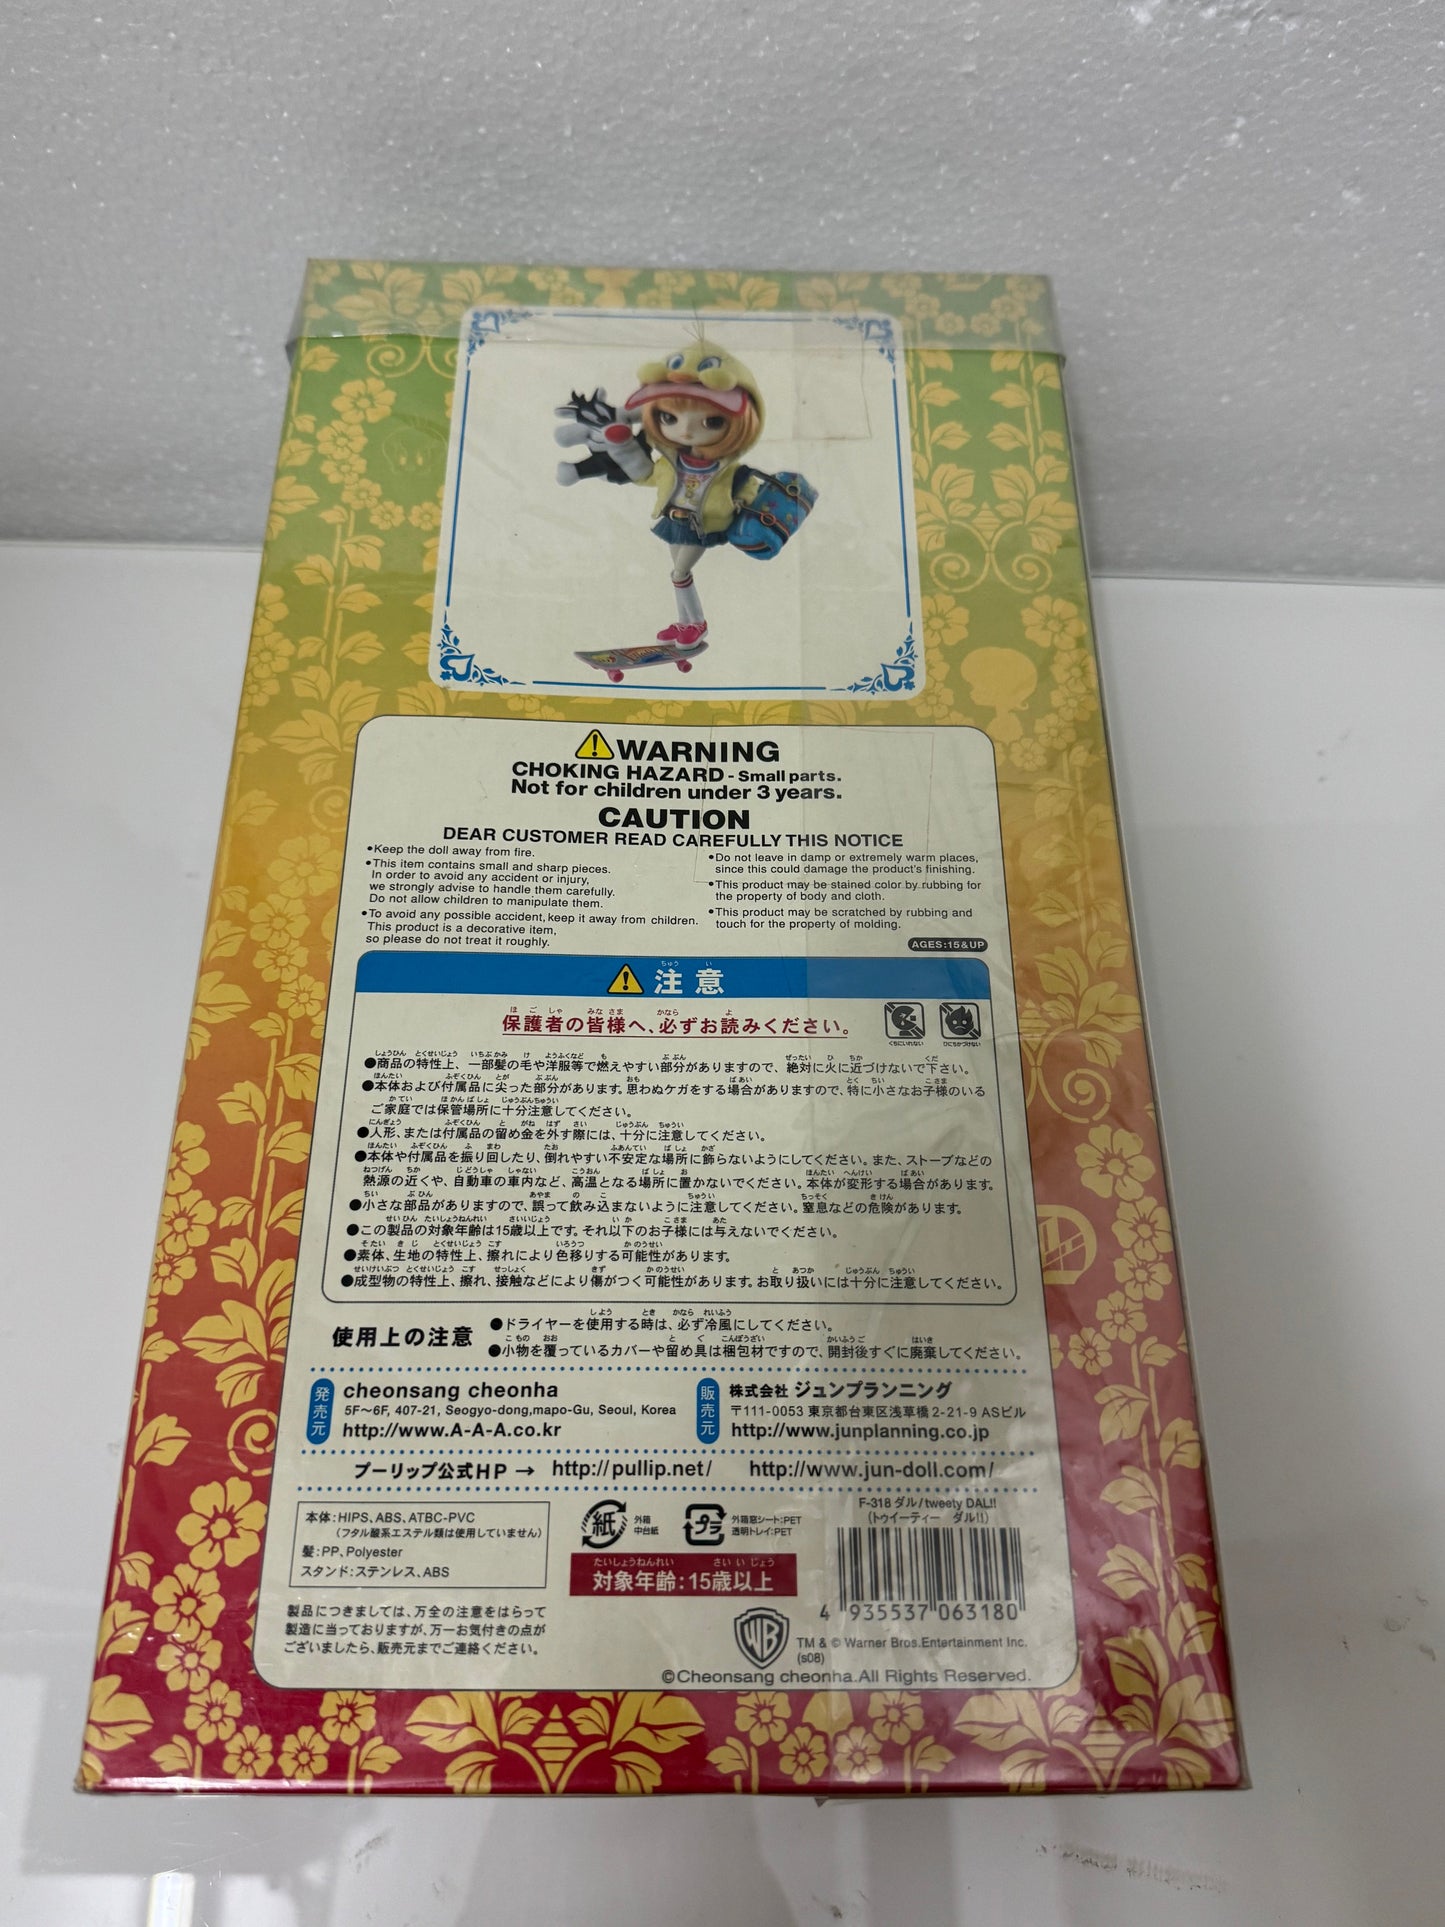 WARNING
CHOKING HAZARD - Small parts.
Not for children under 3 years.
CAUTION
DEAR CUSTOMER READ CAREFULLY THIS NOTICE
•Keep the doll away from fire.
•This item contains small and sharp pieces.
In order to avoid any accident or injury,
we strongly advise to handle them carefully.
Do not allow children to manipulate them.
•To avoid any possible accident, keep it away from children.
This product is a decorative item,
so please do not treat it roughly.
•Do not leave in damp or extremely warm places,
since this could damage the product's finishing.
•This product may be stained color by rubbing for
the property of body and cloth.
•This product may be scratched by rubbing and
touch for the property of molding.
AGES:15&UP
注意
保護者の皆様へ、必ずお読みください。
くちにいれない
ひにちかづけない
●商品の特性上、一部髪の毛や洋服等で燃えやすい部分がありますので、絶対に火に近づけないで下さい。
●本体および付属品に尖った部分があります。思わぬケガをする場合がありますので、特に小さなお子様のいる
ご家庭では保管場所に十分注意してください。
●人形、または付属品の留め金を外す際には、十分に注意してください。
●本体や付属品を振り回したり、倒れやすい不安定な場所に飾らないようにしてください。また、ストーブなどの
熱源の近くや、自動車の車内など、高温となる場所に置かないでください。本体が変形する場合があります。
●小さな部品がありますので、誤って飲み込まないように注意してください。窒息などの危険があります。
●この製品の対象年齢は15歳以上です。それ以下のお子様には与えないでください。
●素体、生地の特性上、擦れにより色移りする可能性があります。
●成型物の特性上、擦れ、接触などにより傷がつく可能性があります。お取り扱いには十分に注意してください。
使用上の注意
●ドライヤーを使用する時は、必ず冷風にしてください。
●小物を覆っているカバーや留め具は梱包材ですので、開封後すぐに廃棄してください。
発売元
cheonsang cheonha
5F～6F, 407-21, Seogyo-dong,mapo-Gu, Seoul, Korea
http://www.A-A-A.co.kr
販売元
株式会社 ジュンプランニング
〒111-0053 東京都台東区浅草橋 2-21-9 ASビル
http://www.junplanning.co.jp
プーリップ公式HP → http://pullip.net/ http://www.jun-doll.com/
本体:HIPS、ABS、ATBC-PVC
(フタル酸系エステル類は使用していません)
髪:PP、Polyester
スタンド:ステンレス、ABS
紙
外箱
中台紙
プラ
外箱窓シート:PET
透明トレイ:PET
たいしょうねんれい さいいじょう
対象年齢:15歳以上
F-318 ダル/tweety DAL!!
(トゥイーティー ダル!!)
4 935537 063180
製品につきましては、万全の注意をはらって
製造に当っておりますが、万一お気付きの点が
ございましたら、販売元までご連絡ください。
WB
TM & © Warner Bros.Entertainment Inc.
(s08)
©Cheonsang cheonha.All Rights Reserved.